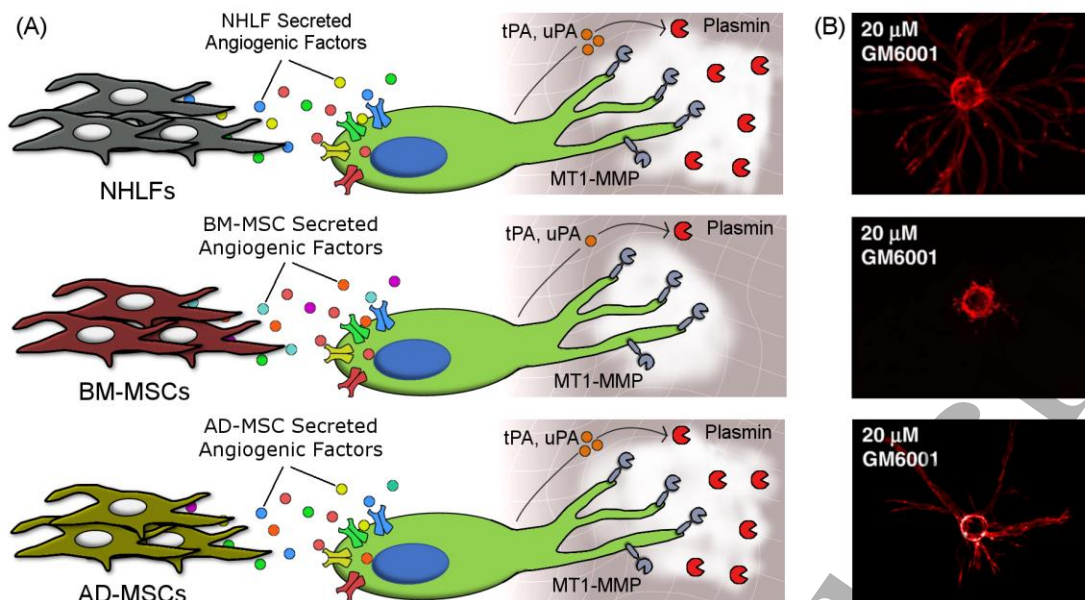 (A)
NHLF Secreted
Angiogenic Factors
tPA, uPA
Plasmin
MT1-MMP
NHLFs
(B)
20 µM
GM6001
BM-MSC Secreted
Angiogenic Factors
tPA, uPA
Plasmin
MT1-MMP
BM-MSCs
20 µM
GM6001
AD-MSC Secreted
Angiogenic Factors
tPA, uPA
Plasmin
MT1-MMP
AD-MSCs
20 µM
GM6001